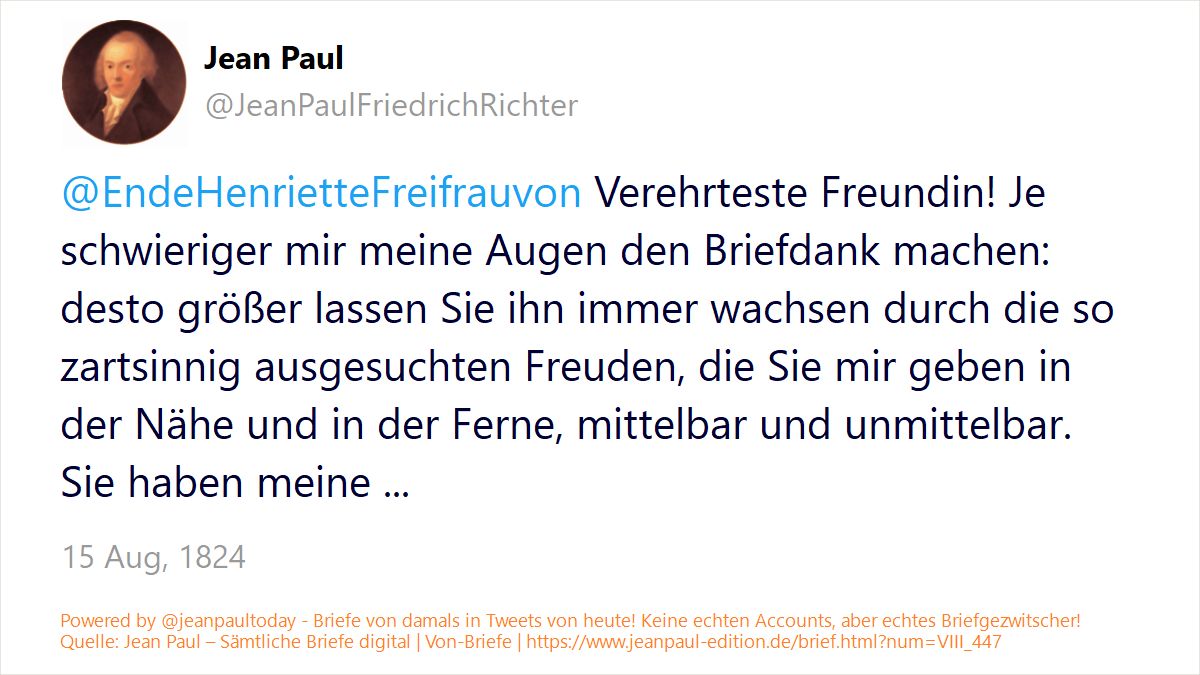 Jean Paul
@JeanPaulFriedrichRichter
@EndeHenrietteFreifrauvon Verehrteste Freundin! Je
schwieriger mir meine Augen den Briefdank machen:
desto größer lassen Sie ihn immer wachsen durch die so
zartsinnig ausgesuchten Freuden, die Sie mir geben in
der Nähe und in der Ferne, mittelbar und unmittelbar.
Sie haben meine ...
15 Aug, 1824
Powered by @jeanpaultoday - Briefe von damals in Tweets von heute! Keine echten Accounts, aber echtes Briefgezwitscher!
Quelle: Jean Paul – Sämtliche Briefe digital | Von-Briefe | https://www.jeanpaul-edition.de/brief.html?num=VIII_447